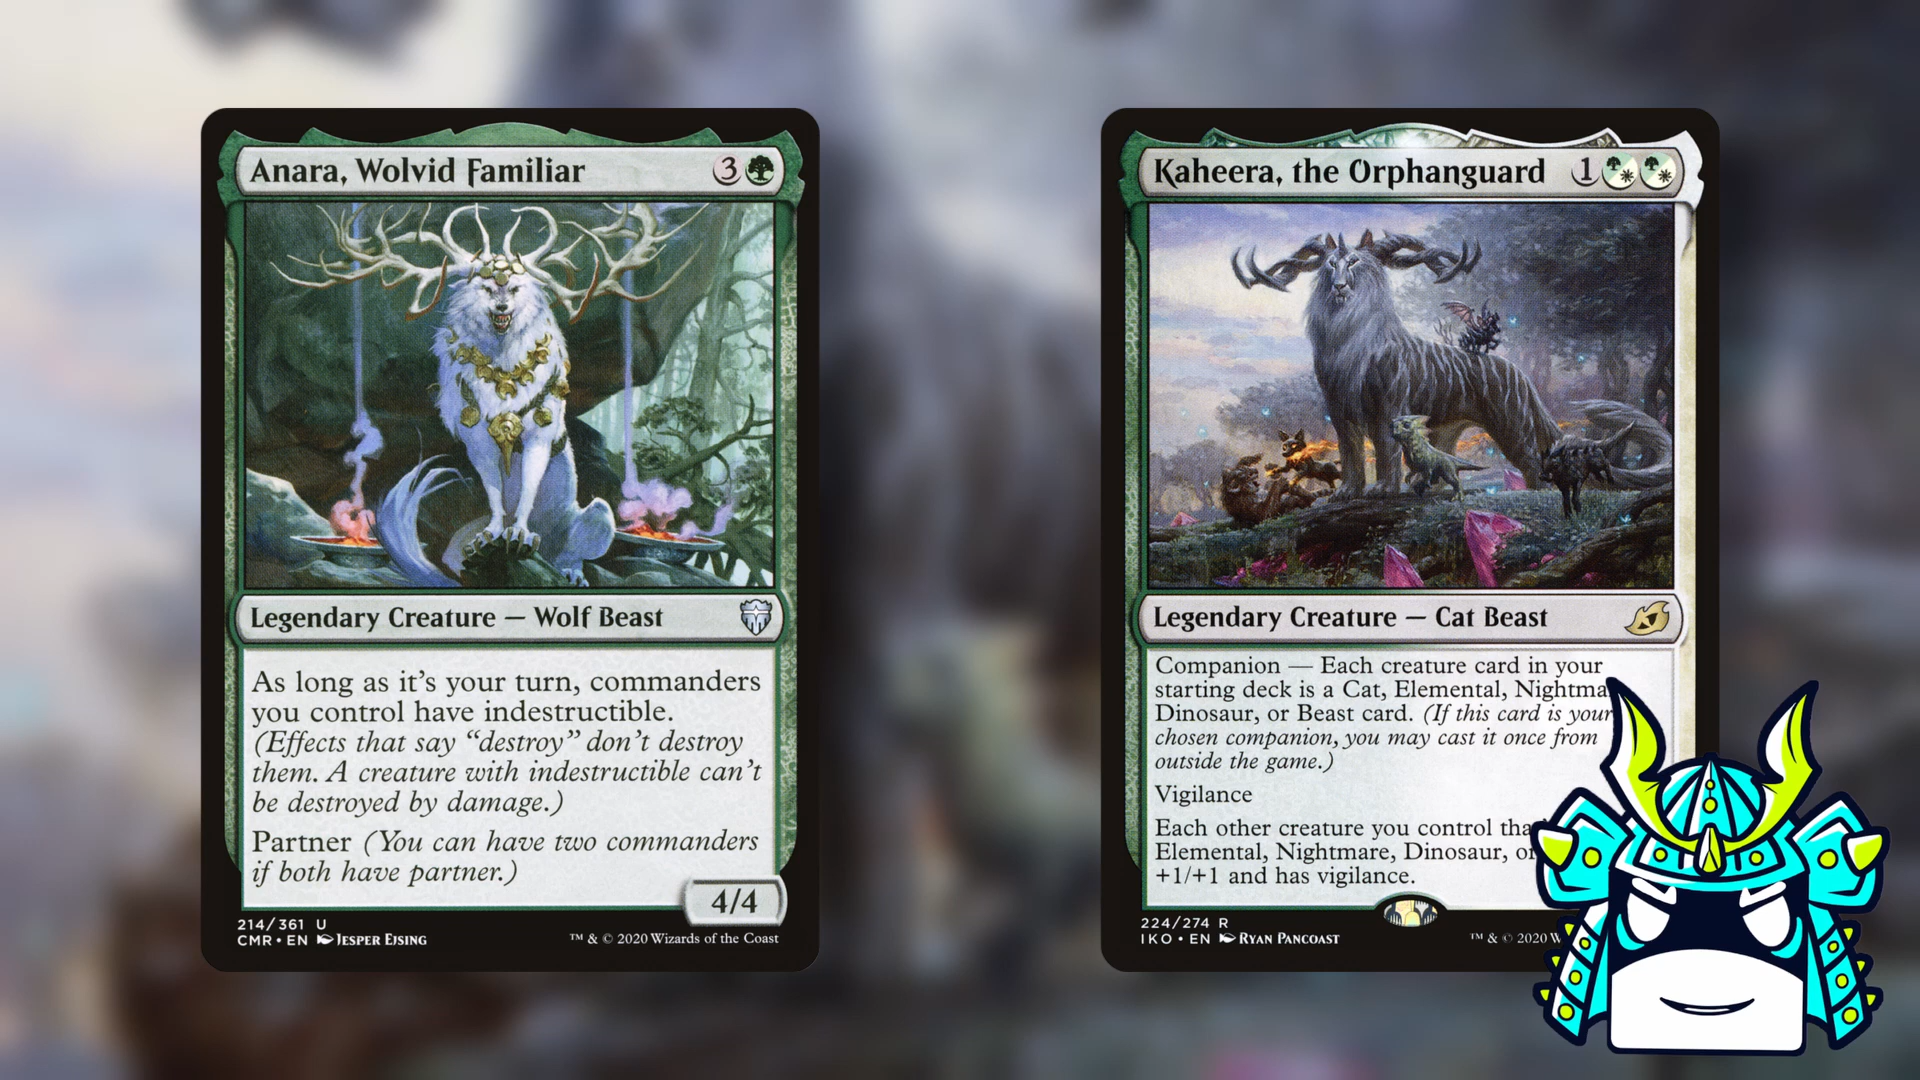 Anara, Wolvid Familiar 3
Legendary Creature — Wolf Beast
As long as it's your turn, commanders
you control have indestructible.
(Effects that say "destroy" don't destroy
them. A creature with indestructible can't
be destroyed by damage.)
Partner (You can have two commanders
if both have partner.)
4/4
214/361 U
CMR • EN Jesper Ejsing
™ & © 2020 Wizards of the Coast
Kaheera, the Orphanguard 1
Legendary Creature — Cat Beast
Companion — Each creature card in your
starting deck is a Cat, Elemental,
Dinosaur, or Beast card. (If this card is your
chosen companion, you may cast it once from
outside the game.)
Vigilance
Each other creature you control
Elemental, Nightmare, Dinosaur,
+1/+1 and has vigilance.
224/274 R
IKO • EN Ryan Pancoast
™ & © 2020